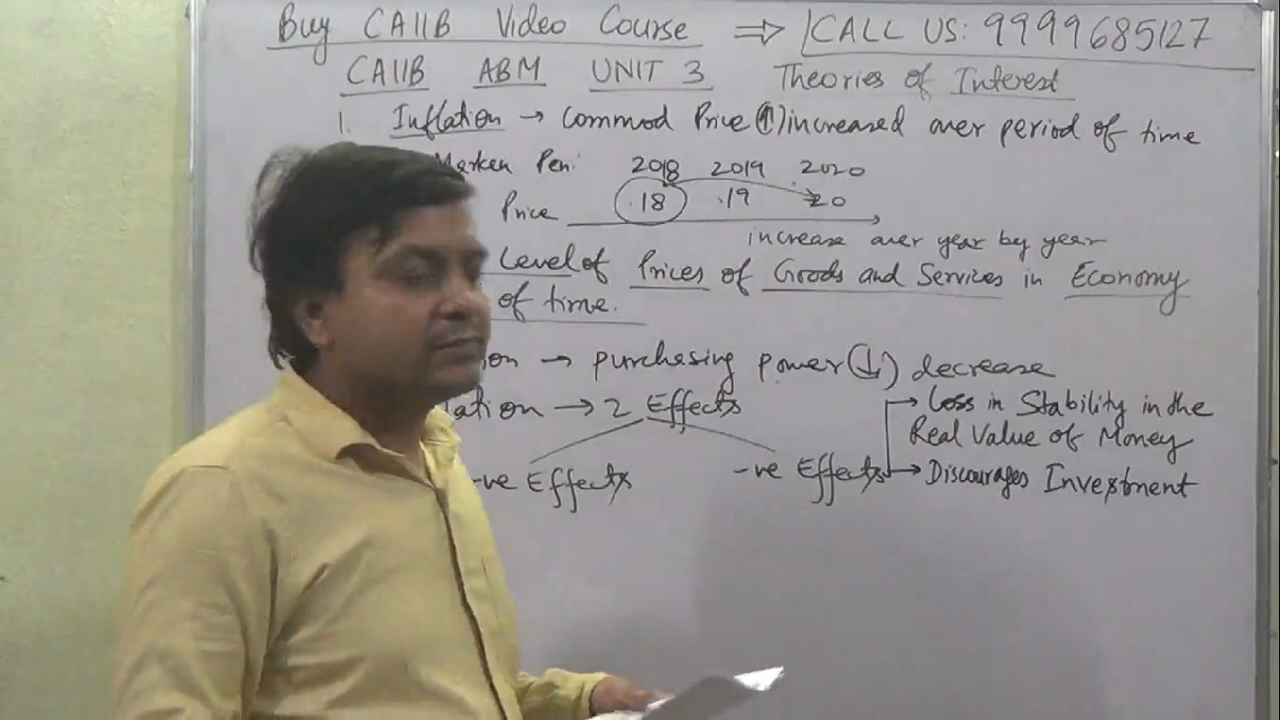 Buy CAIIB Video Course ⇒ CALL US: 9999685127
CAIIB ABM UNIT 3 Theories of Interest
1. Inflation → Commod Price (↑) increased over period of time
Marker Pen: 2018 2019 2020
Price 18 19 20
increase over year by year
Level of Prices of Goods and Services in Economy
of time.
on → purchasing power (↓) decrease
lation → 2 Effects
→ Loss in Stability in the
Real Value of Money
-ve Effects -ve Effects → Discourages Investment